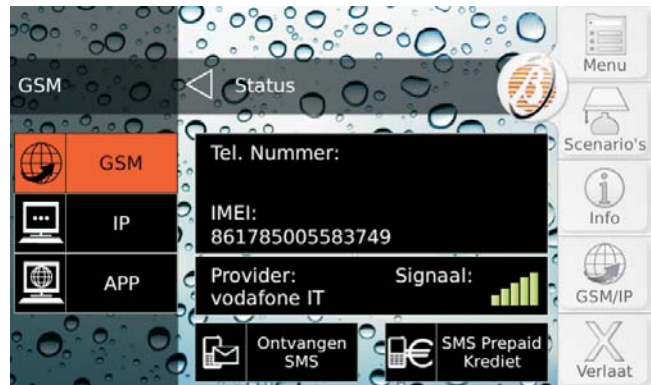 GSM
Status
GSM
IP
APP
Tel. Nummer:
IMEI:
861785005583749
Provider:
Signaal:
vodafone IT
Ontvangen
SMS
SMS Prepaid
Krediet
Menu
Scenario's
Info
GSM/IP
Verlaat